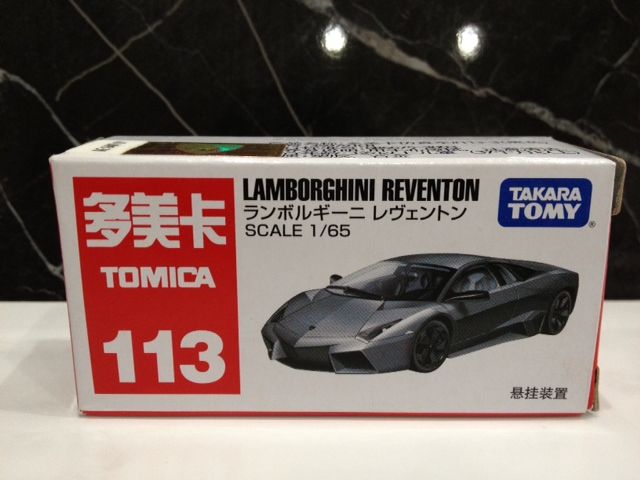 多美卡
TOMICA
113
LAMBORGHINI REVENTON
ランボルギーニ レヴェントン
SCALE 1/65
TAKARA
TOMY
®
悬挂装置